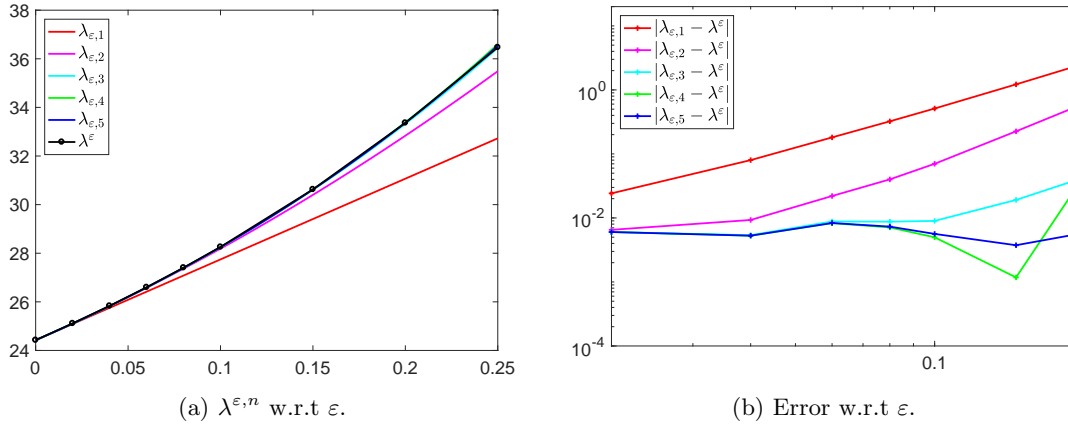 38
36
34
32
30
28
26
24
0
0.05
0.1
0.15
0.2
0.25
λ_{ε,1}
λ_{ε,2}
λ_{ε,3}
λ_{ε,4}
λ_{ε,5}
λ^ε
(a) λ^{ε,n} w.r.t ε.
10^0
10^{-2}
10^{-4}
0.1
|λ_{ε,1} − λ^ε|
|λ_{ε,2} − λ^ε|
|λ_{ε,3} − λ^ε|
|λ_{ε,4} − λ^ε|
|λ_{ε,5} − λ^ε|
(b) Error w.r.t ε.